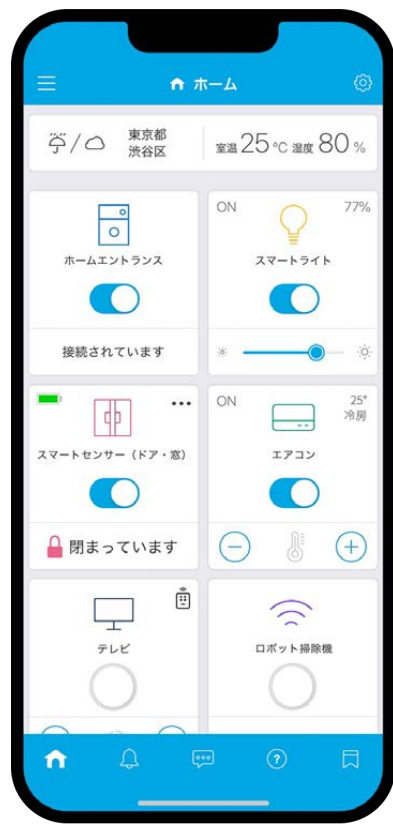 ホーム
東京都
渋谷区
室温 25 ℃ 湿度 80 %
ホームエントランス
接続されています
ON 77%
スマートライト
スマートセンサー（ドア・窓）
閉まっています
ON 25°
冷房
エアコン
テレビ
ロボット掃除機